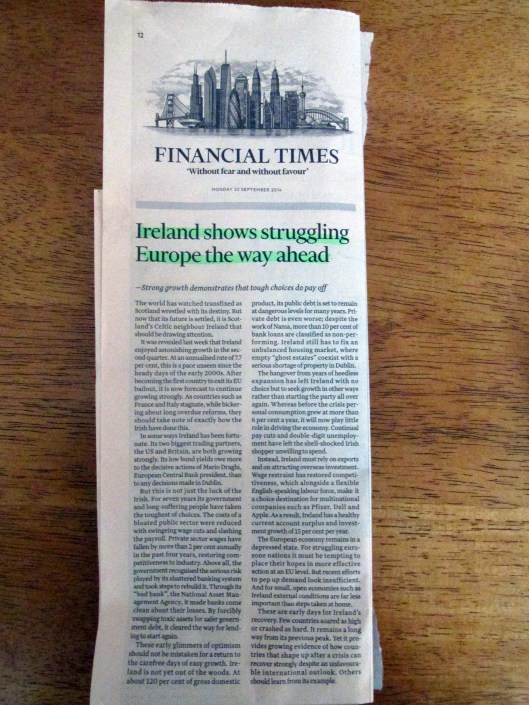 12
FINANCIAL TIMES
'Without fear and without favour'
MONDAY 22 SEPTEMBER 2014
Ireland shows struggling
Europe the way ahead
—Strong growth demonstrates that tough choices do pay off
The world has watched transfixed as
Scotland wrestled with its destiny. But
now that its future is settled, it is Scot-
land's Celtic neighbour Ireland that
should be drawing attention.
It was revealed last week that Ireland
enjoyed astonishing growth in the sec-
ond quarter. At an annualised rate of 7.7
per cent, this is a pace unseen since the
heady days of the early 2000s. After
becoming the first country to exit its EU
bailout, it is now forecast to continue
growing strongly. As countries such as
France and Italy stagnate, while bicker-
ing about long overdue reforms, they
should take note of exactly how the
Irish have done this.
In some ways Ireland has been fortu-
nate. Its two biggest trading partners,
the US and Britain, are both growing
strongly. Its low bond yields owe more
to the decisive actions of Mario Draghi,
European Central Bank president, than
to any decisions made in Dublin.
But this is not just the luck of the
Irish. For seven years its government
and long-suffering people have taken
the toughest of choices. The costs of a
bloated public sector were reduced
with swingeing wage cuts and slashing
the payroll. Private sector wages have
fallen by more than 2 per cent annually
in the past four years, restoring com-
petitiveness to industry. Above all, the
government recognised the serious risk
played by its shattered banking system
and took steps to rebuild it. Through its
"bad bank", the National Asset Man-
agement Agency, it made banks come
clean about their losses. By forcibly
swapping toxic assets for safer govern-
ment debt, it cleared the way for lend-
ing to start again.
These early glimmers of optimism
should not be mistaken for a return to
the carefree days of easy growth. Ire-
land is not yet out of the woods. At
about 120 per cent of gross domestic
product, its public debt is set to remain
at dangerous levels for many years. Pri-
vate debt is even worse; despite the
work of Nama, more than 10 per cent of
bank loans are classified as non-per-
forming. Ireland still has to fix an
unbalanced housing market, where
empty "ghost estates" coexist with a
serious shortage of property in Dublin.
The hangover from years of heedless
expansion has left Ireland with no
choice but to seek growth in other ways
rather than starting the party all over
again. Whereas before the crisis per-
sonal consumption grew at more than
6 per cent a year, it will now play little
role in driving the economy. Continual
pay cuts and double-digit unemploy-
ment have left the shell-shocked Irish
shopper unwilling to spend.
Instead, Ireland must rely on exports
and on attracting overseas investment.
Wage restraint has restored competi-
tiveness, which alongside a flexible
English-speaking labour force, make it
a choice destination for multinational
companies such as Pfizer, Dell and
Apple. As a result, Ireland has a healthy
current account surplus and invest-
ment growth of 15 per cent per year.
The European economy remains in a
depressed state. For struggling euro-
zone nations it must be tempting to
place their hopes in more effective
action at an EU level. But recent efforts
to pep up demand look insufficient.
And for small, open economies such as
Ireland external conditions are far less
important than steps taken at home.
These are early days for Ireland's
recovery. Few countries soared as high
or crashed as hard. It remains a long
way from its previous peak. Yet it pro-
vides growing evidence of how coun-
tries that shape up after a crisis can
recover strongly despite an unfavoura-
ble international outlook. Others
should learn from its example.